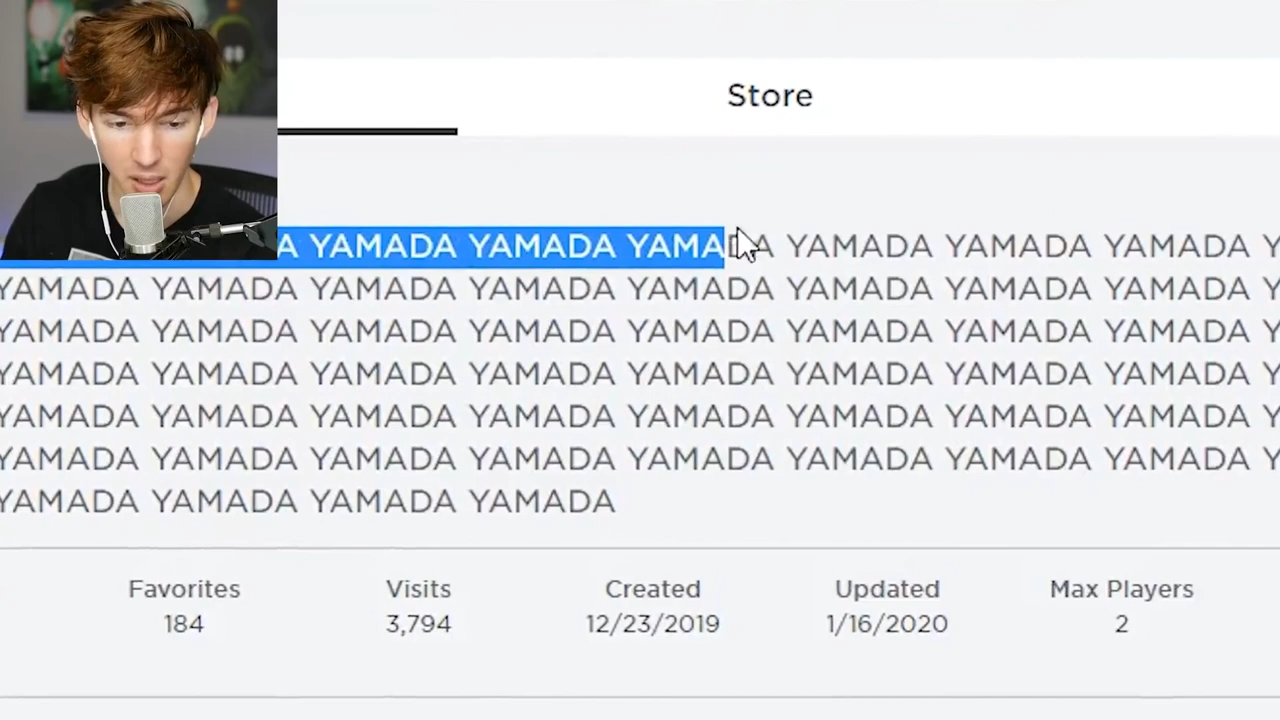 Store
A YAMADA YAMADA YAMADA YAMADA YAMADA YAMADA Y
YAMADA YAMADA YAMADA YAMADA YAMADA YAMADA YAMADA YAMADA Y
YAMADA YAMADA YAMADA YAMADA YAMADA YAMADA YAMADA YAMADA Y
YAMADA YAMADA YAMADA YAMADA YAMADA YAMADA YAMADA YAMADA Y
YAMADA YAMADA YAMADA YAMADA YAMADA YAMADA YAMADA YAMADA Y
YAMADA YAMADA YAMADA YAMADA YAMADA YAMADA YAMADA YAMADA Y
YAMADA YAMADA YAMADA YAMADA
Favorites Visits Created Updated Max Players
184 3,794 12/23/2019 1/16/2020 2